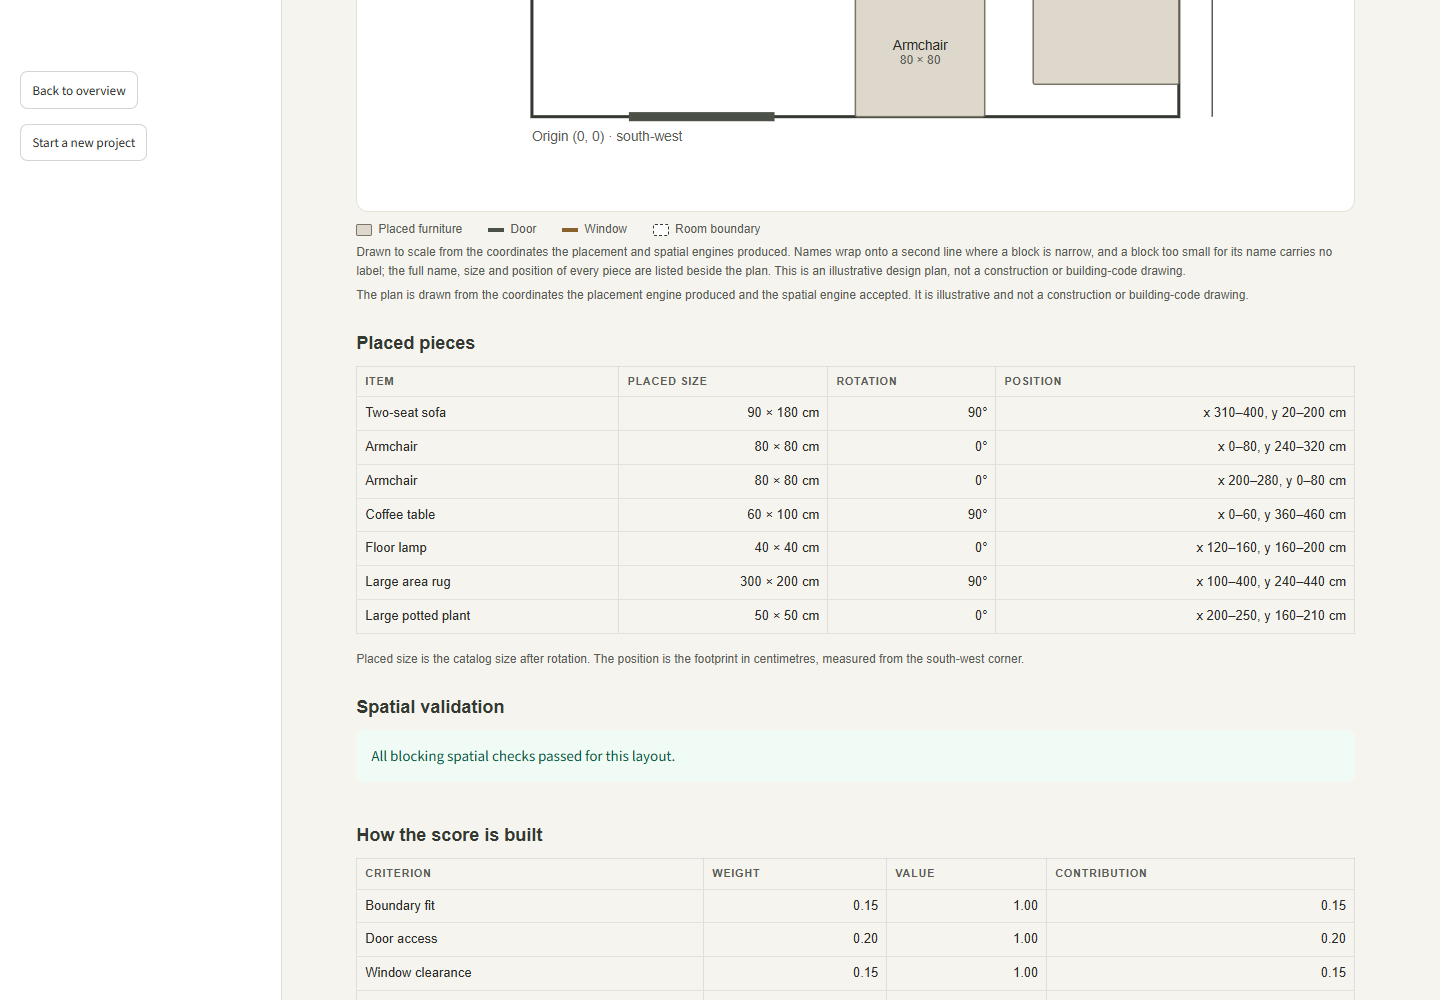 Back to overview
Start a new project
Armchair
80 × 80
Origin (0, 0) · south-west
Placed furniture Door Window Room boundary
Drawn to scale from the coordinates the placement and spatial engines produced. Names wrap onto a second line where a block is narrow, and a block too small for its name carries no
label; the full name, size and position of every piece are listed beside the plan. This is an illustrative design plan, not a construction or building-code drawing.
The plan is drawn from the coordinates the placement engine produced and the spatial engine accepted. It is illustrative and not a construction or building-code drawing.
Placed pieces
ITEM PLACED SIZE ROTATION POSITION
Two-seat sofa 90 × 180 cm 90° x 310–400, y 20–200 cm
Armchair 80 × 80 cm 0° x 0–80, y 240–320 cm
Armchair 80 × 80 cm 0° x 200–280, y 0–80 cm
Coffee table 60 × 100 cm 90° x 0–60, y 360–460 cm
Floor lamp 40 × 40 cm 0° x 120–160, y 160–200 cm
Large area rug 300 × 200 cm 90° x 100–400, y 240–440 cm
Large potted plant 50 × 50 cm 0° x 200–250, y 160–210 cm
Placed size is the catalog size after rotation. The position is the footprint in centimetres, measured from the south-west corner.
Spatial validation
All blocking spatial checks passed for this layout.
How the score is built
CRITERION WEIGHT VALUE CONTRIBUTION
Boundary fit 0.15 1.00 0.15
Door access 0.20 1.00 0.20
Window clearance 0.15 1.00 0.15